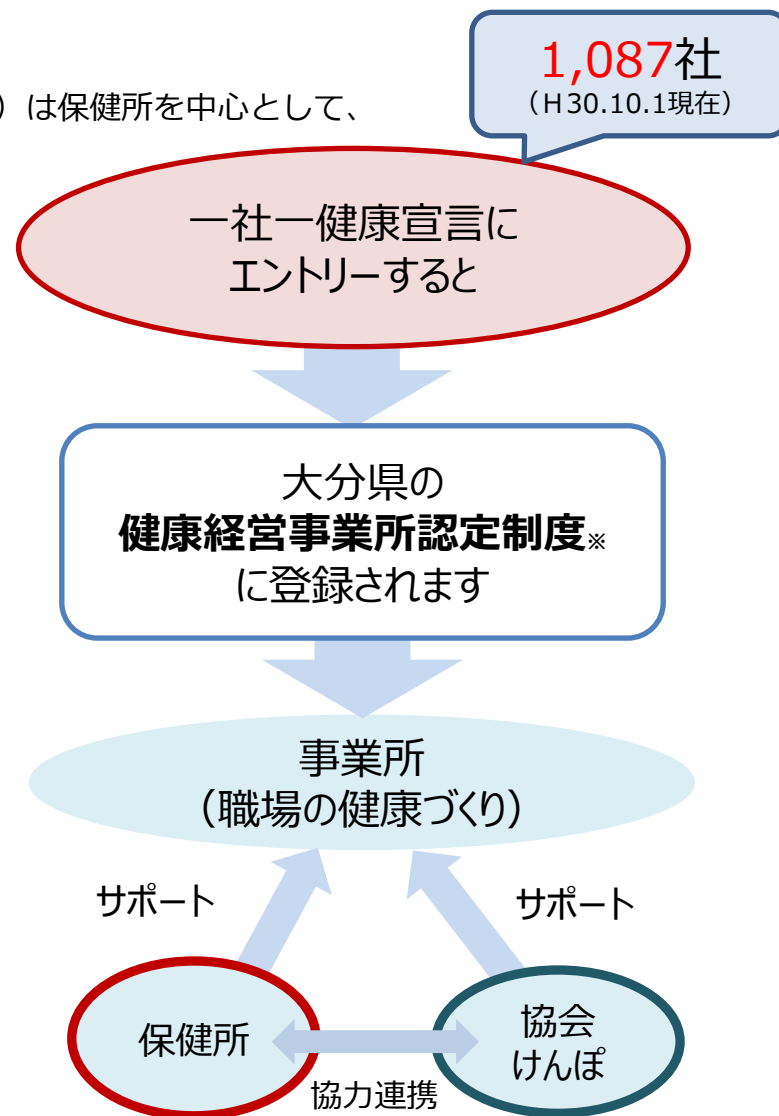 1,087社
（H30.10.1現在）
）は保健所を中心として、
一社一健康宣言に
エントリーすると
大分県の
健康経営事業所認定制度※
に登録されます
事業所
（職場の健康づくり）
サポート
サポート
保健所
協会
けんぽ
協力連携